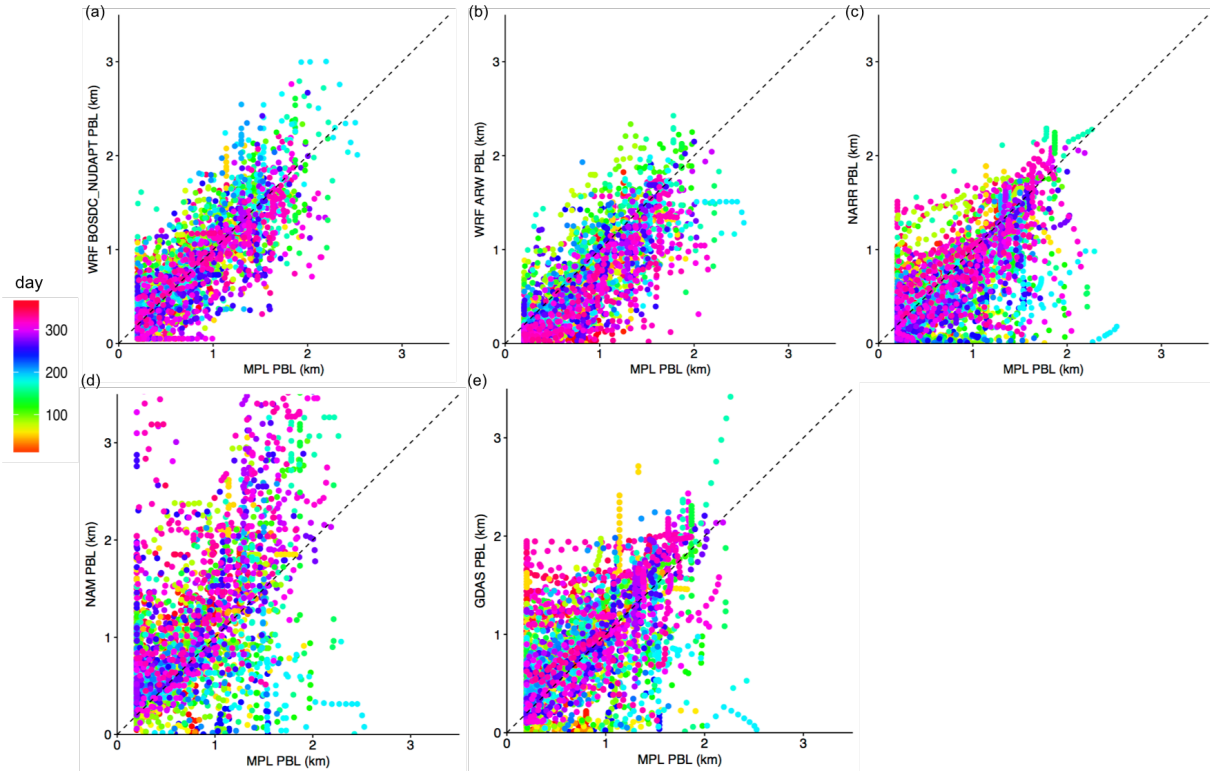 (a)
(b)
(c)
WRF BOSDC_NUDAPT PBL (km)
3
2
1
0
0
1
2
3
MPL PBL (km)
WRF ARW PBL (km)
3
2
1
0
0
1
2
3
MPL PBL (km)
NARR PBL (km)
3
2
1
0
0
1
2
3
MPL PBL (km)
day
300
200
100
(d)
(e)
NAM PBL (km)
3
2
1
0
0
1
2
3
MPL PBL (km)
GDAS PBL (km)
3
2
1
0
0
1
2
3
MPL PBL (km)